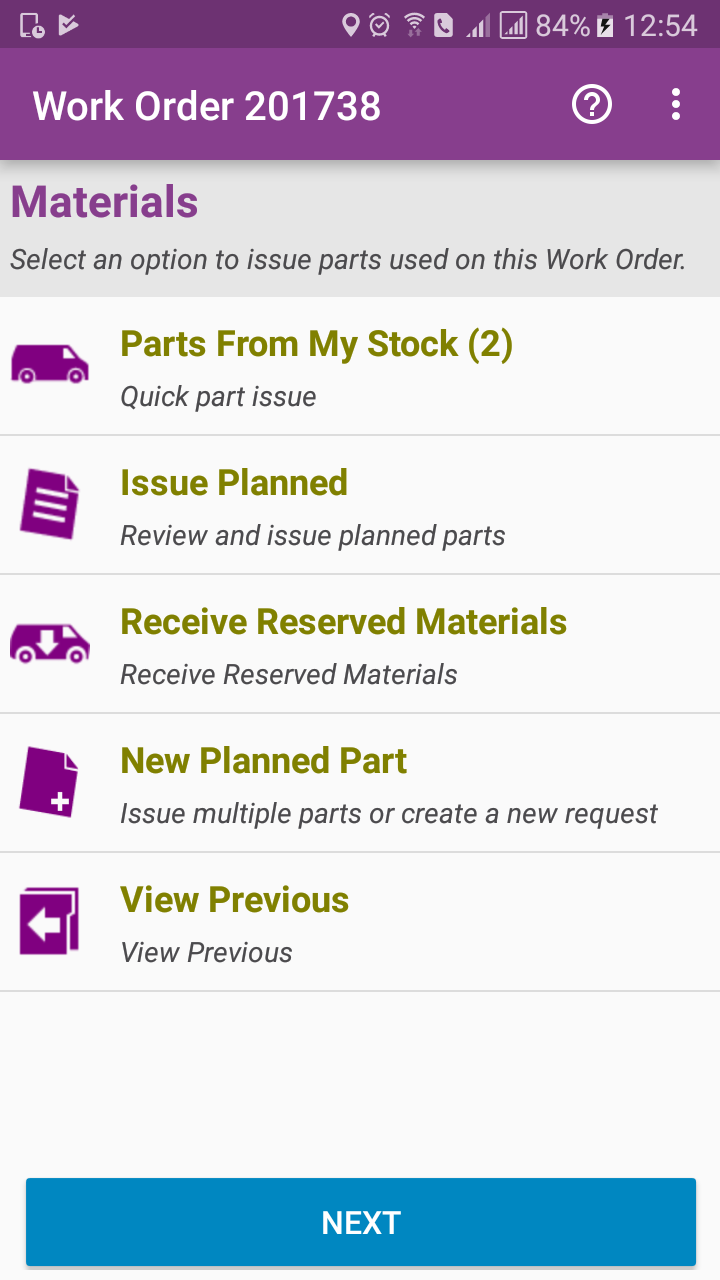 84% 12:54
Work Order 201738
Materials
Select an option to issue parts used on this Work Order.
Parts From My Stock (2)
Quick part issue
Issue Planned
Review and issue planned parts
Receive Reserved Materials
Receive Reserved Materials
New Planned Part
Issue multiple parts or create a new request
View Previous
View Previous
NEXT